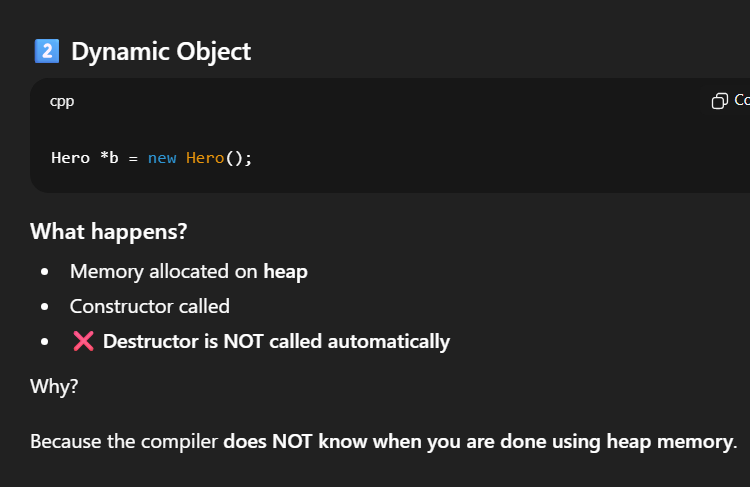 2 Dynamic Object
cpp
Co
Hero *b = new Hero();
What happens?
• Memory allocated on heap
• Constructor called
• ❌ Destructor is NOT called automatically
Why?
Because the compiler does NOT know when you are done using heap memory.